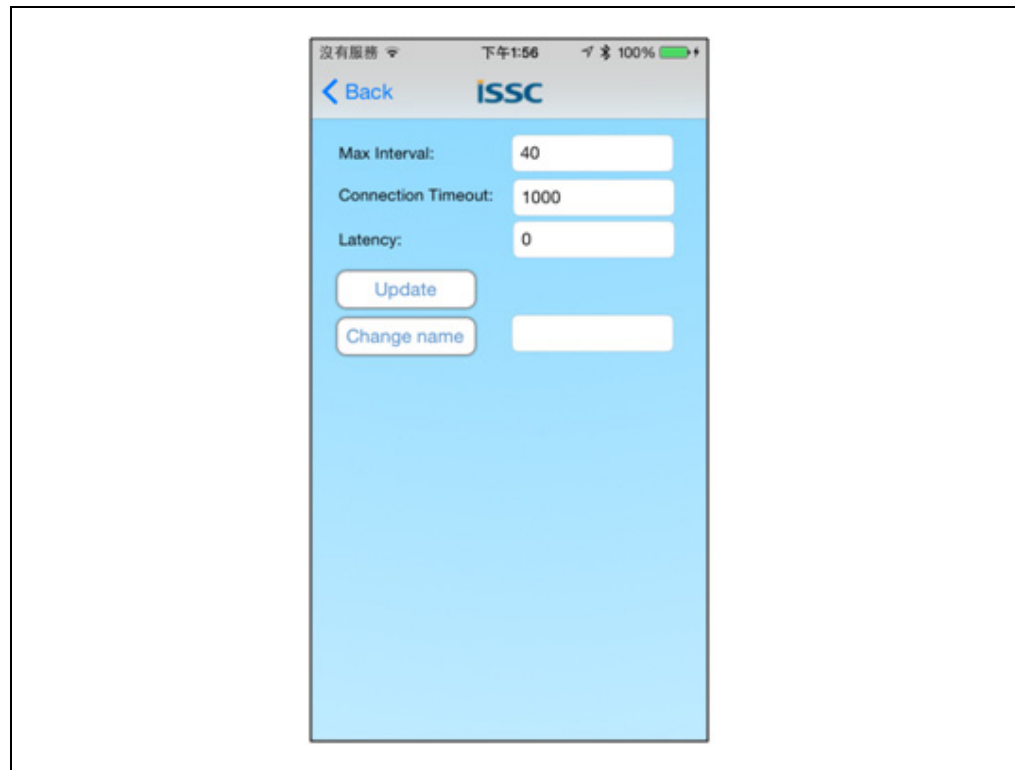 沒有服務 下午1:56 100%
Back ISSC
Max Interval: 40
Connection Timeout: 1000
Latency: 0
Update
Change name